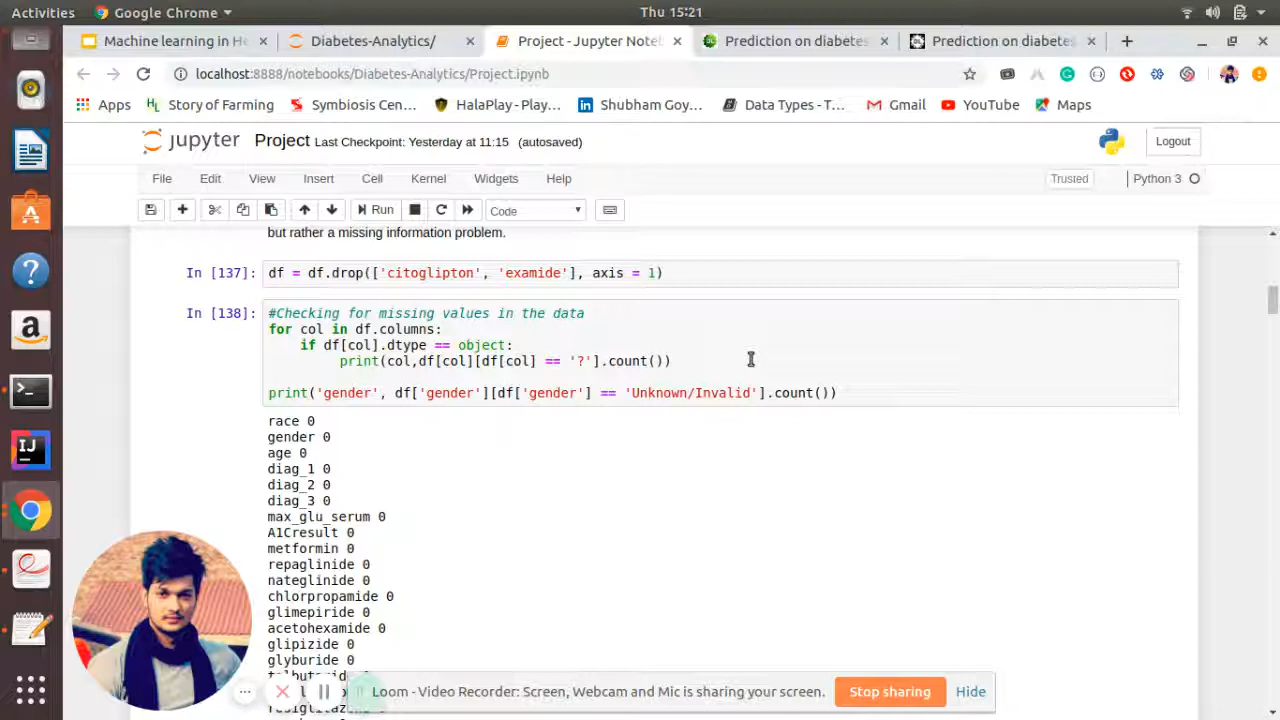 Activities Google Chrome Thu 15:21
Machine learning in He Diabetes-Analytics/ Project - Jupyter Note Prediction on diabetes Prediction on diabetes
localhost:8888/notebooks/Diabetes-Analytics/Project.ipynb
Apps Story of Farming Symbiosis Cen... HalaPlay - Play... Shubham Goy... Data Types - T... Gmail YouTube Maps
jupyter Project Last Checkpoint: Yesterday at 11:15 (autosaved) Logout
File Edit View Insert Cell Kernel Widgets Help Trusted Python 3
Run Code
but rather a missing information problem.
In [137]: df = df.drop(['citoglipton', 'examide'], axis = 1)
In [138]: #Checking for missing values in the data
for col in df.columns:
if df[col].dtype == object:
print(col,df[col][df[col] == '?'].count())
print('gender', df['gender'][df['gender'] == 'Unknown/Invalid'].count())
race 0
gender 0
age 0
diag_1 0
diag_2 0
diag_3 0
max_glu_serum 0
A1Cresult 0
metformin 0
repaglinide 0
nateglinide 0
chlorpropamide 0
glimepiride 0
acetohexamide 0
glipizide 0
glyburide 0
Loom - Video Recorder: Screen, Webcam and Mic is sharing your screen. Stop sharing Hide